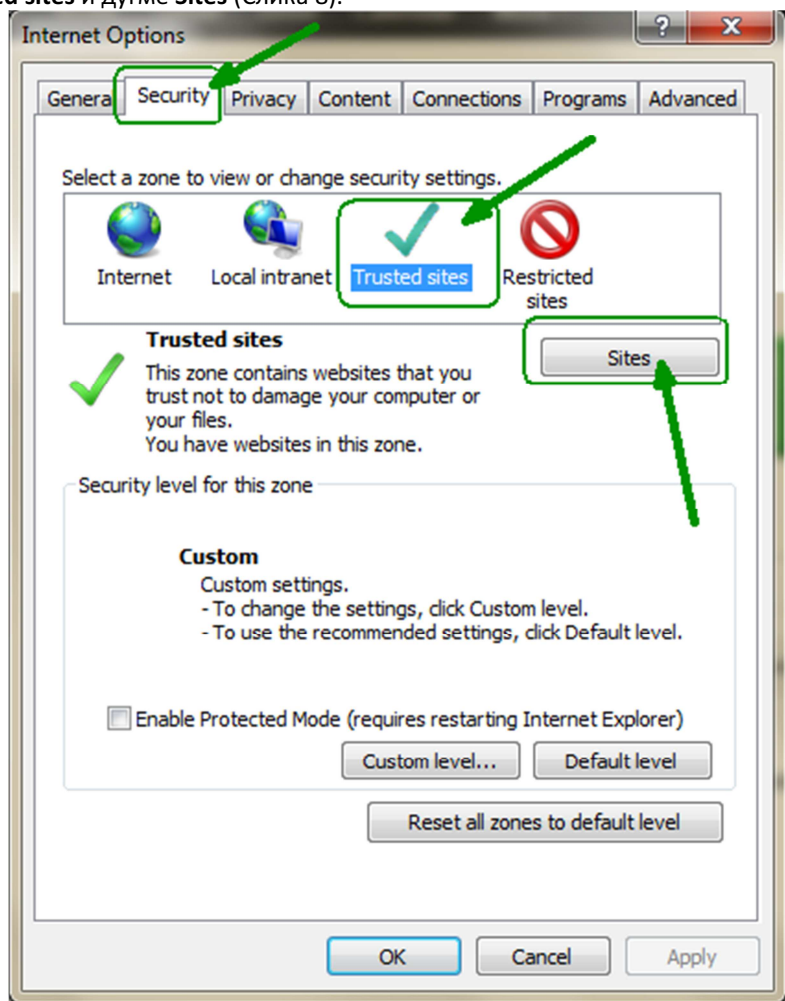 ed sites и дугме Sites (Слика 8).
Internet Options
General Security Privacy Content Connections Programs Advanced
Select a zone to view or change security settings.
Internet Local intranet Trusted sites Restricted
sites
Trusted sites
Sites
This zone contains websites that you
trust not to damage your computer or
your files.
You have websites in this zone.
Security level for this zone
Custom
Custom settings.
- To change the settings, click Custom level.
- To use the recommended settings, click Default level.
Enable Protected Mode (requires restarting Internet Explorer)
Custom level... Default level
Reset all zones to default level
OK Cancel Apply